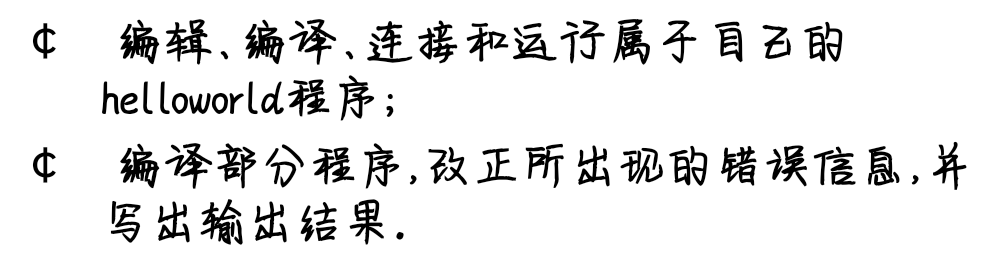 ¢ 编辑、编译、连接和运行属于自己的
helloworld程序;
¢ 编译部分程序,改正所出现的错误信息,并
写出输出结果.